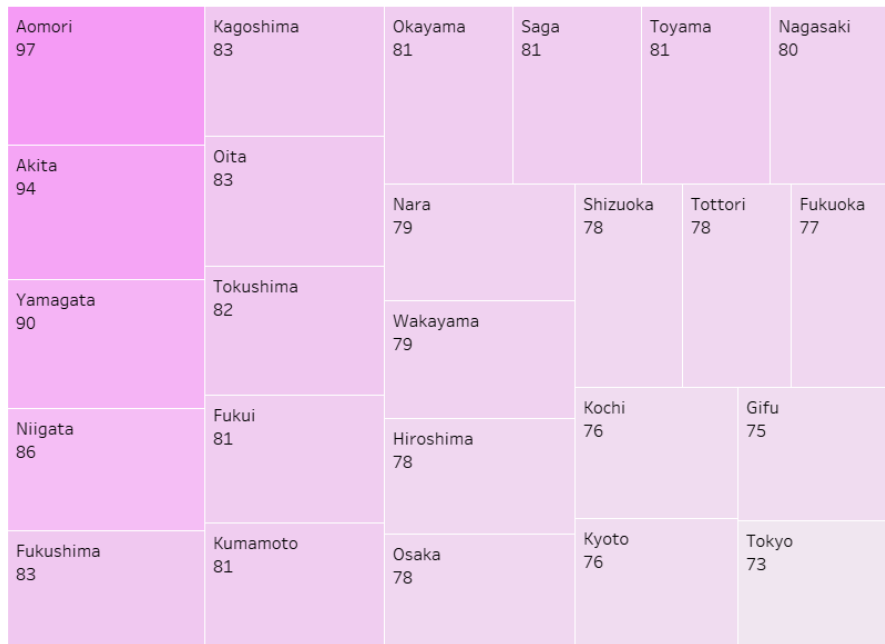 Aomori
97
Akita
94
Yamagata
90
Niigata
86
Fukushima
83
Kagoshima
83
Oita
83
Tokushima
82
Fukui
81
Kumamoto
81
Okayama
81
Saga
81
Toyama
81
Nagasaki
80
Nara
79
Wakayama
79
Hiroshima
78
Osaka
78
Shizuoka
78
Tottori
78
Fukuoka
77
Kochi
76
Kyoto
76
Gifu
75
Tokyo
73